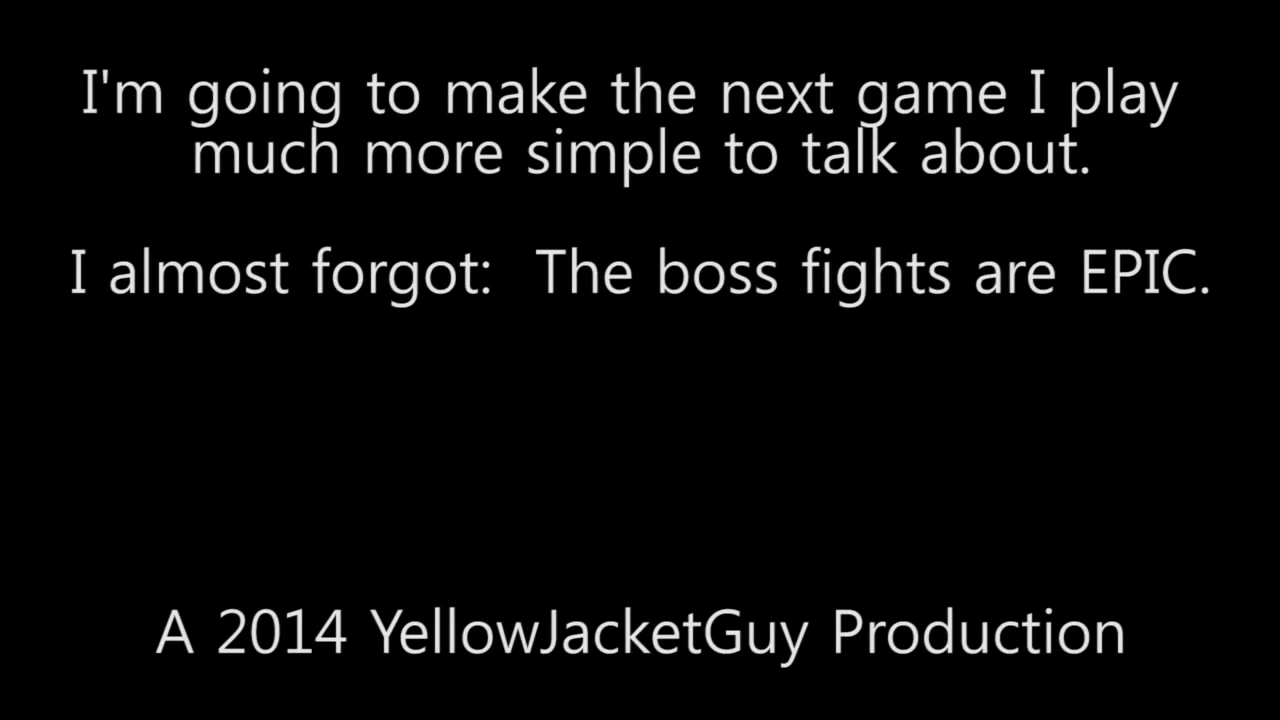 I'm going to make the next game I play
much more simple to talk about.
I almost forgot:  The boss fights are EPIC.
A 2014 YellowJacketGuy Production